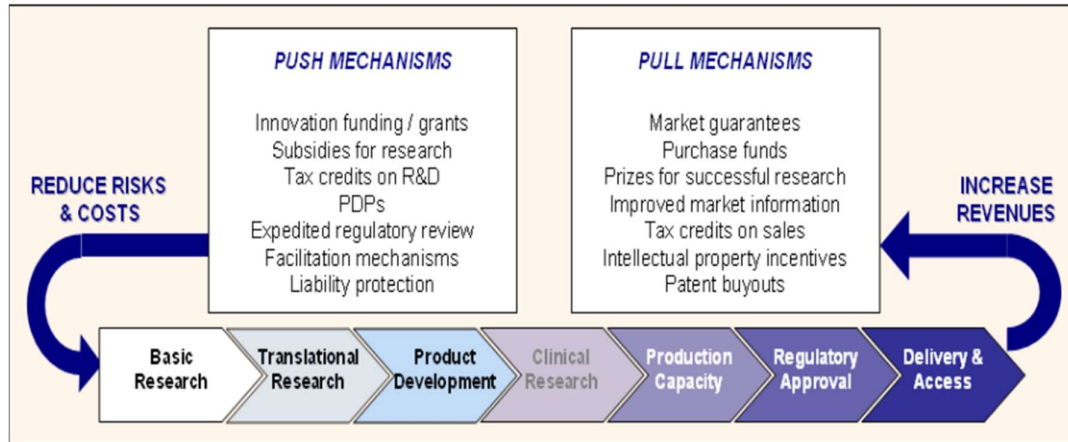 PUSH MECHANISMS
Innovation funding / grants
Subsidies for research
Tax credits on R&D
PDPs
Expedited regulatory review
Facilitation mechanisms
Liability protection
PULL MECHANISMS
Market guarantees
Purchase funds
Prizes for successful research
Improved market information
Tax credits on sales
Intellectual property incentives
Patent buyouts
REDUCE RISKS
& COSTS
INCREASE
REVENUES
Basic
Research
Translational
Research
Product
Development
Clinical
Research
Production
Capacity
Regulatory
Approval
Delivery &
Access